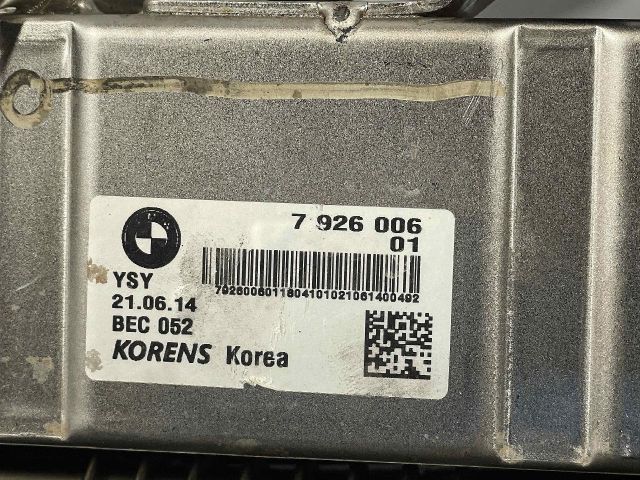 7 926 006
01
7926006011804101021061400492
YSY
21.06.14
BEC 052
KORENS Korea